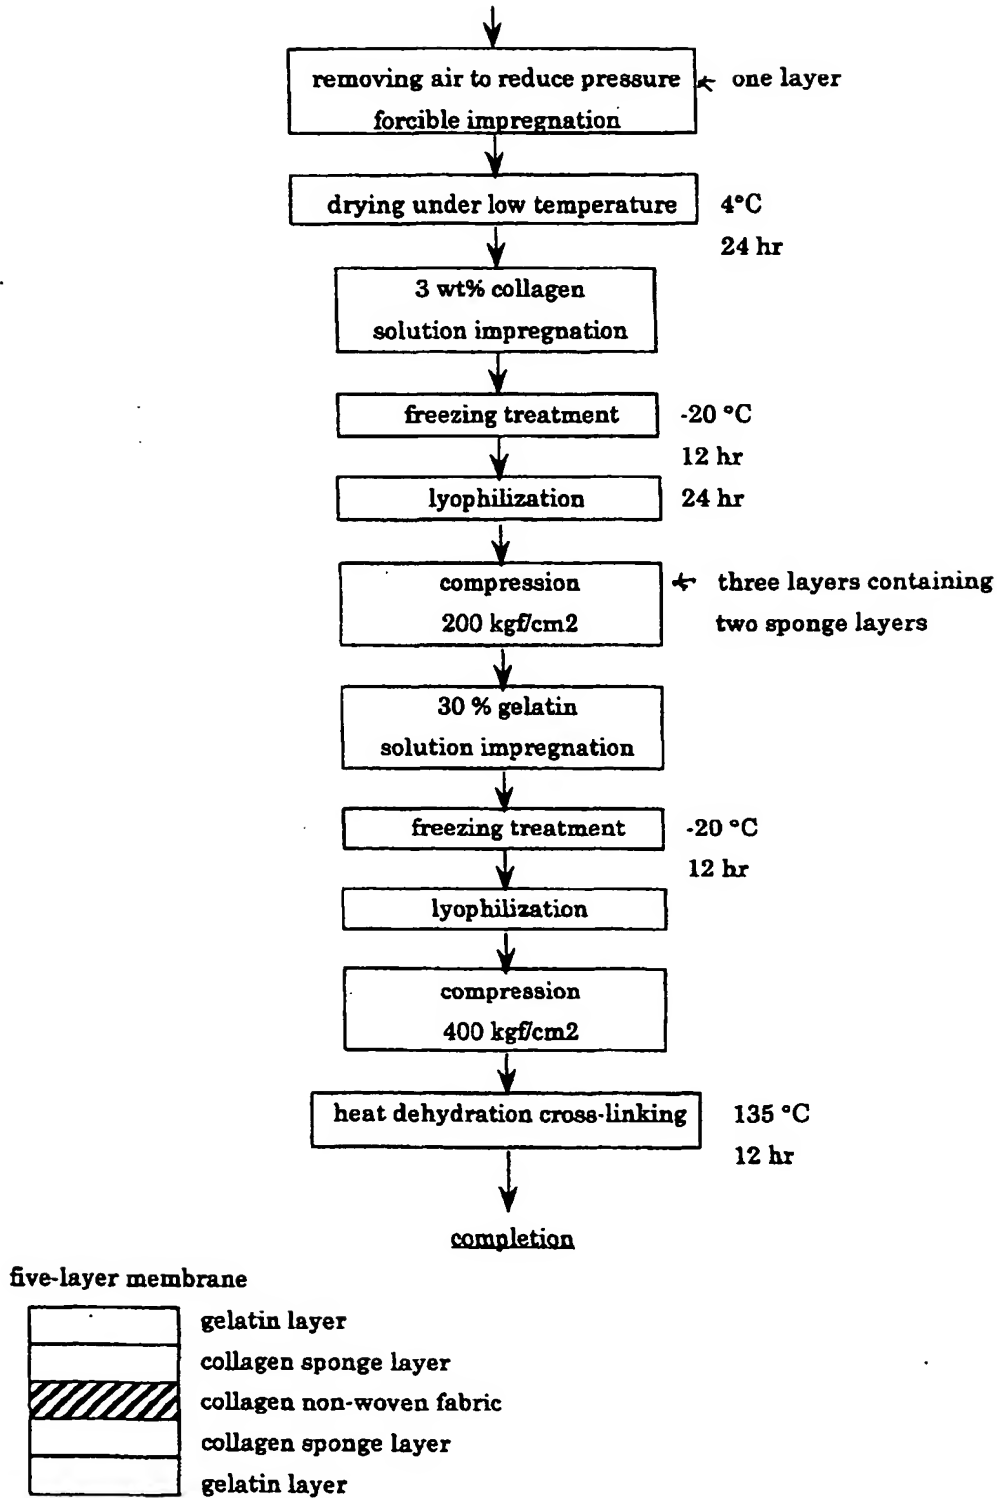 removing air to reduce pressure
one layer
forcible impregnation
drying under low temperature
4°C
24 hr
3 wt% collagen
solution impregnation
freezing treatment
-20 °C
12 hr
lyophilization
24 hr
compression
three layers containing
200 kgf/cm2
two sponge layers
30 % gelatin
solution impregnation
freezing treatment
-20 °C
12 hr
lyophilization
compression
400 kgf/cm2
heat dehydration cross-linking
135 °C
12 hr
completion
five-layer membrane
gelatin layer
collagen sponge layer
collagen non-woven fabric
collagen sponge layer
gelatin layer